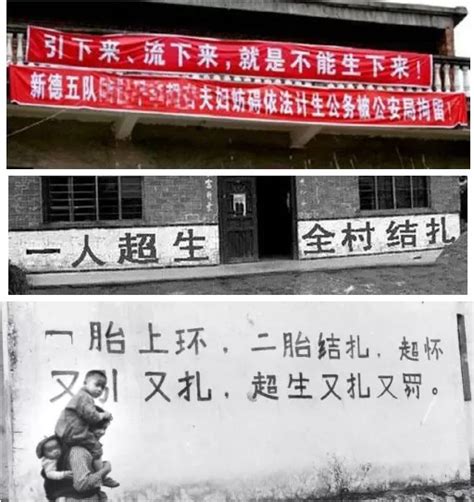 引下来、流下来，就是不能生下来！
新德五队夫妇妨碍依法计生公务被公安局拘留！
一人超生 全村结扎
一胎上环．二胎结扎，超怀
又引又扎，超生又扎又罚。